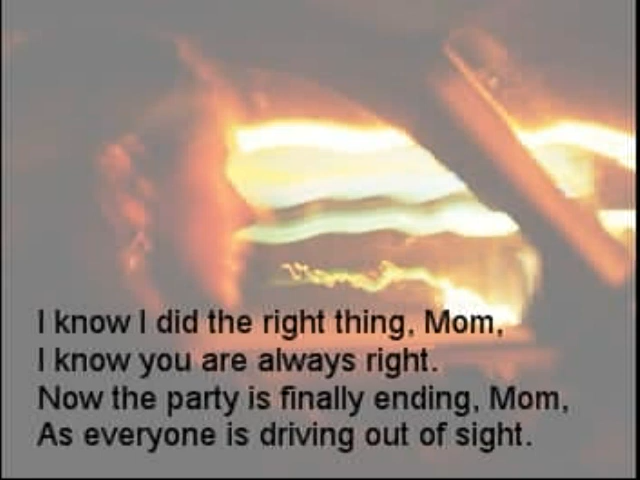 I know I did the right thing, Mom,
I know you are always right.
Now the party is finally ending, Mom,
As everyone is driving out of sight.